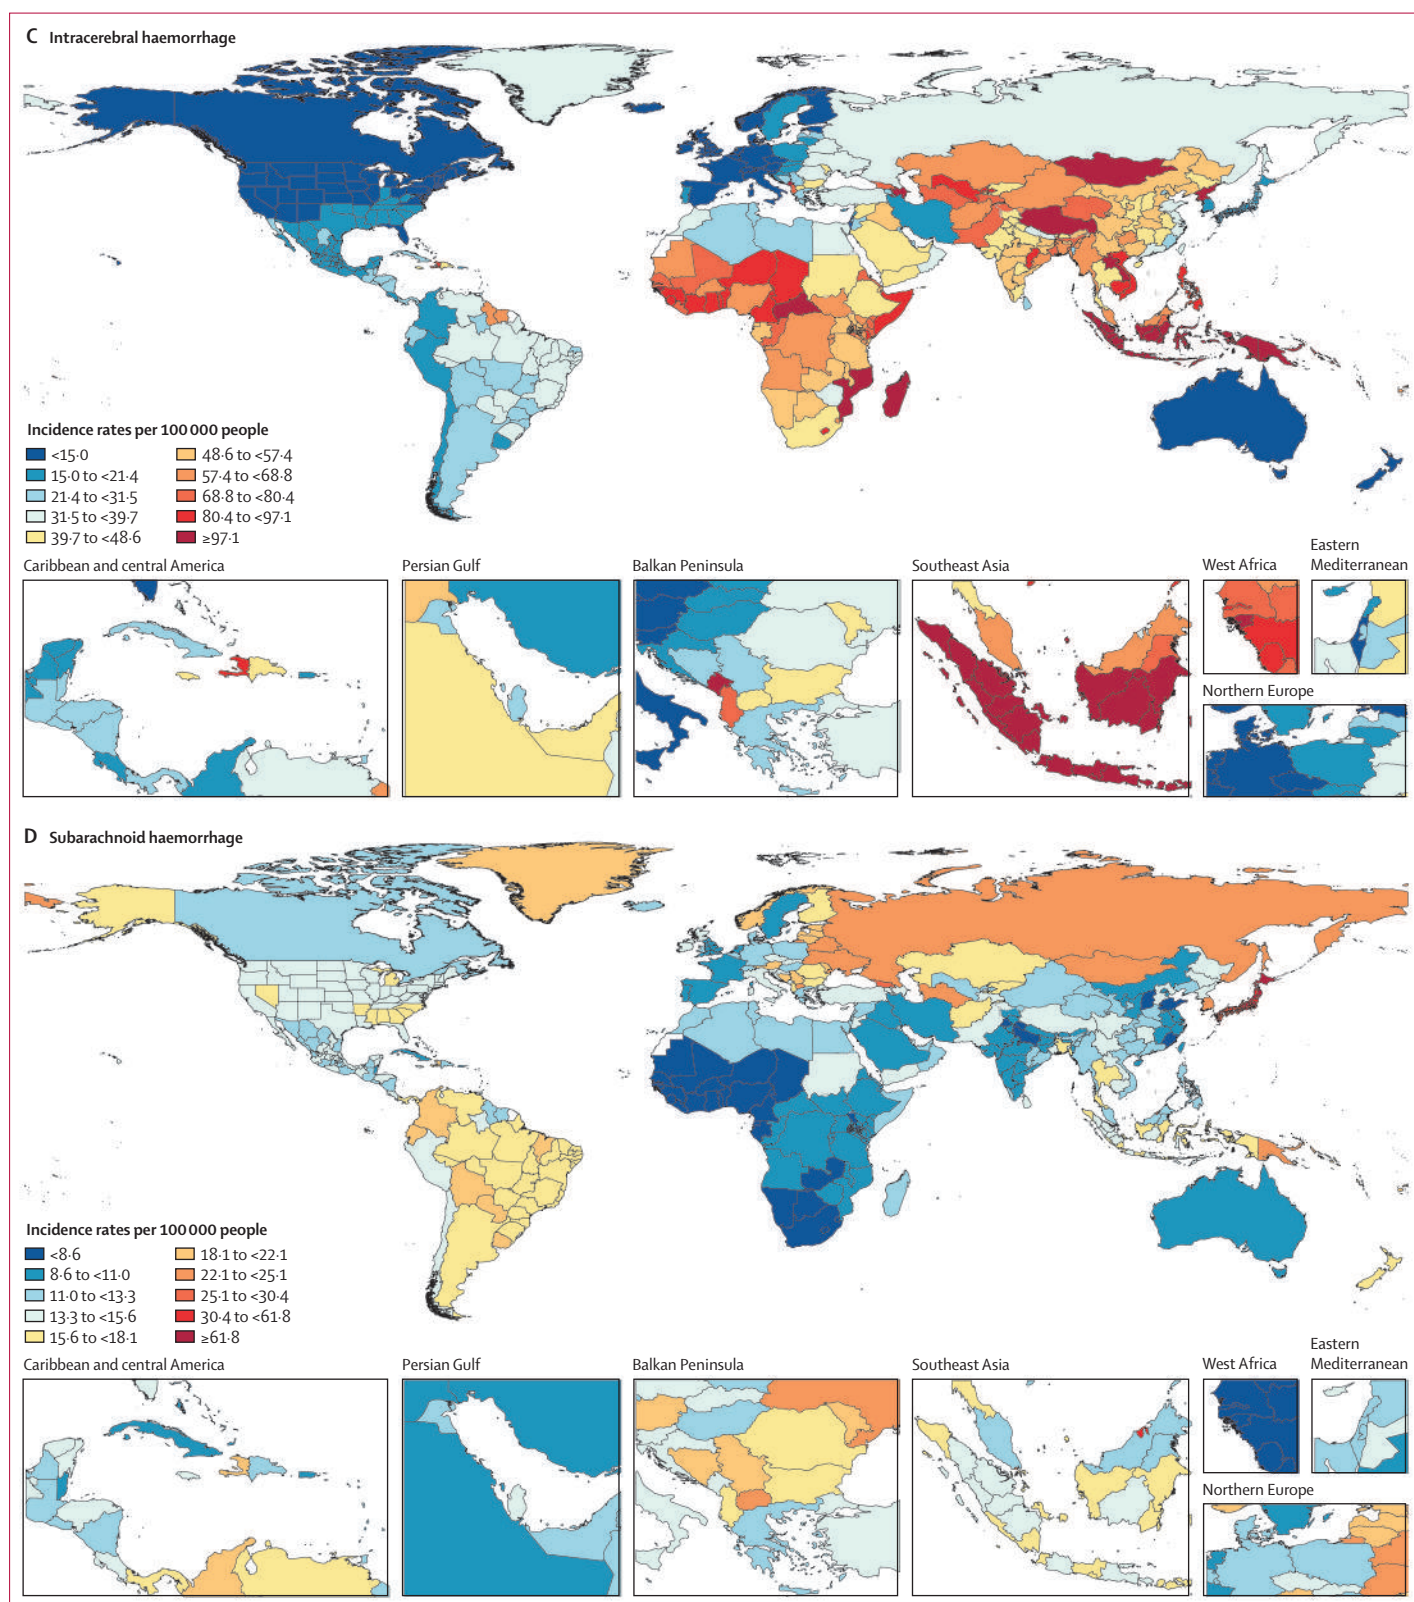 C Intracerebral haemorrhage
Incidence rates per 100 000 people
<15·0
15·0 to <21·4
21·4 to <31·5
31·5 to <39·7
39·7 to <48·6
48·6 to <57·4
57·4 to <68·8
68·8 to <80·4
80·4 to <97·1
≥97·1
Caribbean and central America
Persian Gulf
Balkan Peninsula
Southeast Asia
West Africa
Eastern
Mediterranean
Northern Europe
D Subarachnoid haemorrhage
Incidence rates per 100 000 people
<8·6
8·6 to <11·0
11·0 to <13·3
13·3 to <15·6
15·6 to <18·1
18·1 to <22·1
22·1 to <25·1
25·1 to <30·4
30·4 to <61·8
≥61·8
Caribbean and central America
Persian Gulf
Balkan Peninsula
Southeast Asia
West Africa
Eastern
Mediterranean
Northern Europe